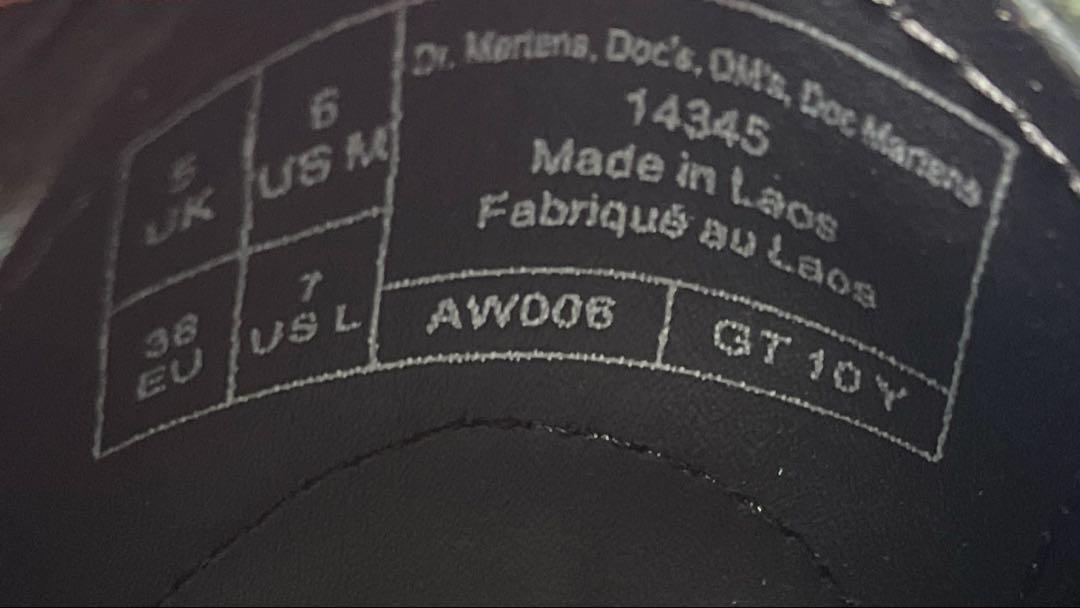 5
UK
6
US M
38
EU
7
US L
Dr. Martens, Doc's, DM's, Doc Martens
14345
Made in Laos
Fabriqué au Laos
AW006
GT 10 Y